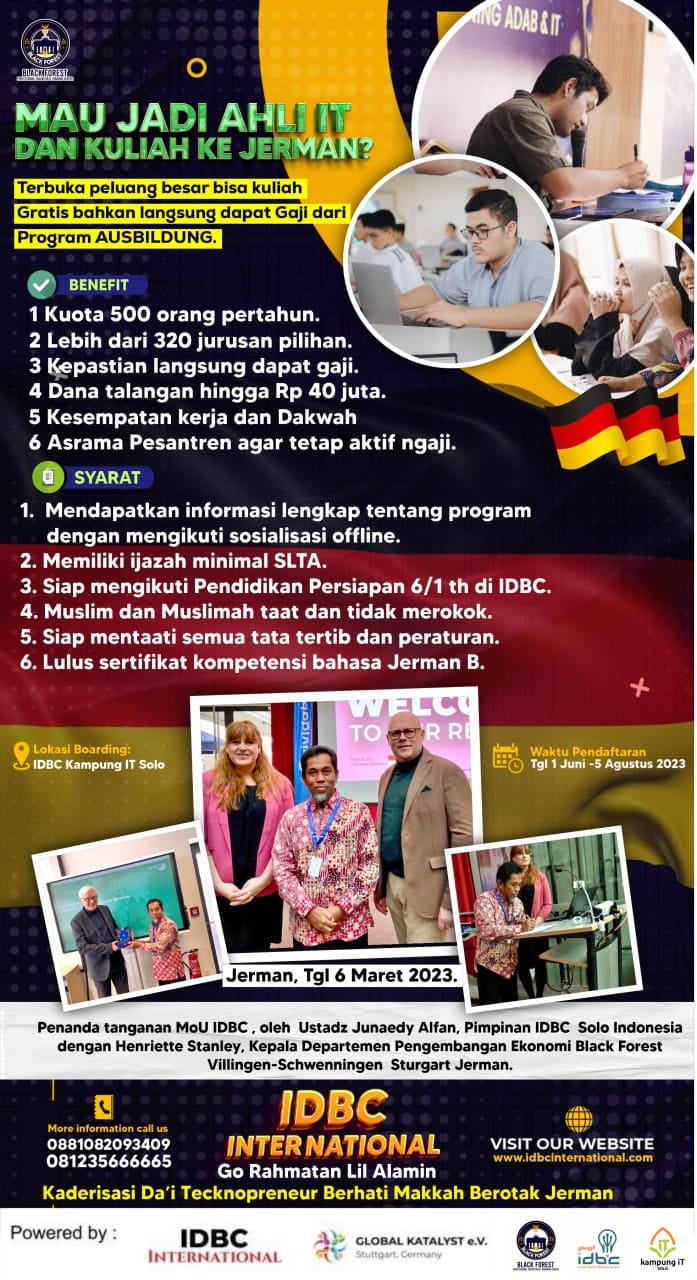 NING ADAB & IT
BLACK FOREST
BLACK FOREST
MAU JADI AHLI IT
DAN KULIAH KE JERMAN?
Terbuka peluang besar bisa kuliah
Gratis bahkan langsung dapat Gaji dari
Program AUSBILDUNG.
BENEFIT
1 Kuota 500 orang pertahun.
2 Lebih dari 320 jurusan pilihan.
3 Kepastian langsung dapat gaji.
4 Dana talangan hingga Rp 40 juta.
5 Kesempatan kerja dan Dakwah
6 Asrama Pesantren agar tetap aktif ngaji.
SYARAT
1. Mendapatkan informasi lengkap tentang program
dengan mengikuti sosialisasi offline.
2. Memiliki ijazah minimal SLTA.
3. Siap mengikuti Pendidikan Persiapan 6/1 th di IDBC.
4. Muslim dan Muslimah taat dan tidak merokok.
5. Siap mentaati semua tata tertib dan peraturan.
6. Lulus sertifikat kompetensi bahasa Jerman B.
WELCO
TO OUR RE
Lokasi Boarding:
IDBC Kampung IT Solo
Waktu Pendaftaran
Tgl 1 Juni -5 Agustus 2023
Jerman, Tgl 6 Maret 2023.
Penanda tanganan MoU IDBC , oleh Ustadz Junaedy Alfan, Pimpinan IDBC Solo Indonesia
dengan Henriette Stanley, Kepala Departemen Pengembangan Ekonomi Black Forest
Villingen-Schwenningen Sturgart Jerman.
More information call us
0881082093409
081235666665
IDBC
INTERNATIONAL
Go Rahmatan Lil Alamin
VISIT OUR WEBSITE
www.idbcinternational.com
Kaderisasi Da'i Tecknopreneur Berhati Makkah Berotak Jerman
Powered by :
IDBC
INTERNATIONAL
GLOBAL KATALYST e.V.
Stuttgart, Germany
BLACK FOREST
idbc
kampung iT
SOLO